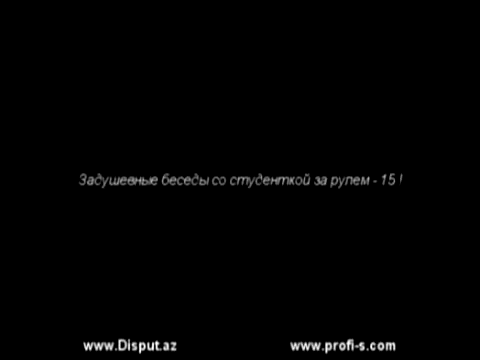 Задушевные беседы со студенткой за рулем - 15 !
www.Disput.az www.profi-s.com